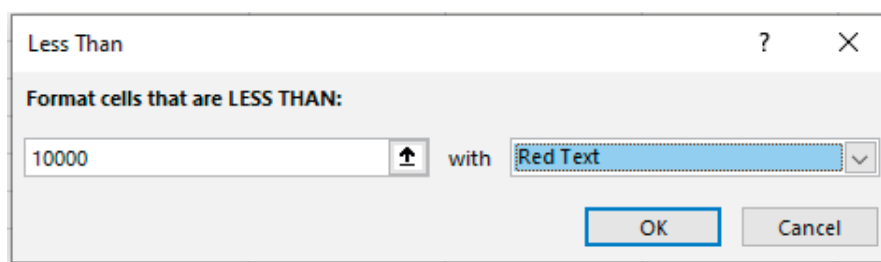 Less Than ?
Format cells that are LESS THAN:
10000 with Red Text
OK Cancel